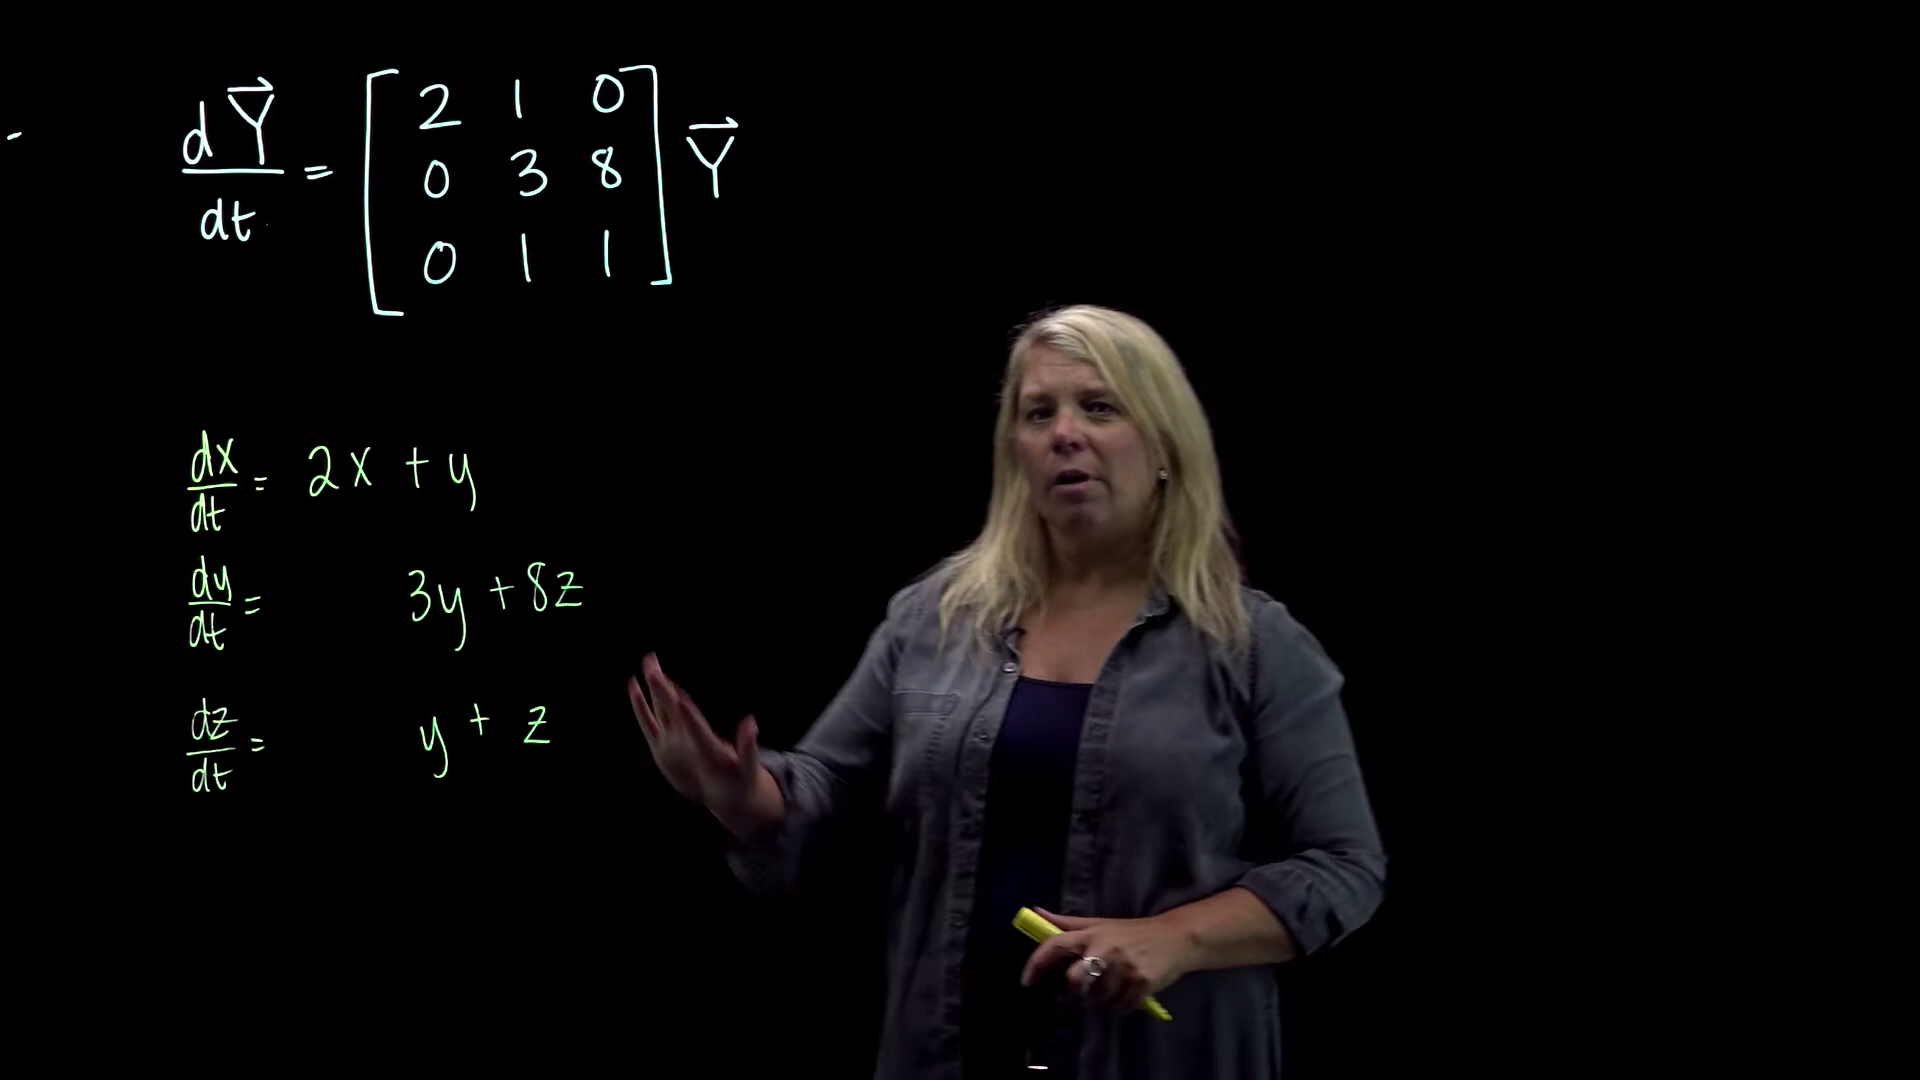 dY⃗/dt = [2 1 0; 0 3 8; 0 1 1] Y⃗
dx/dt = 2x + y
dy/dt = 3y + 8z
dz/dt = y + z